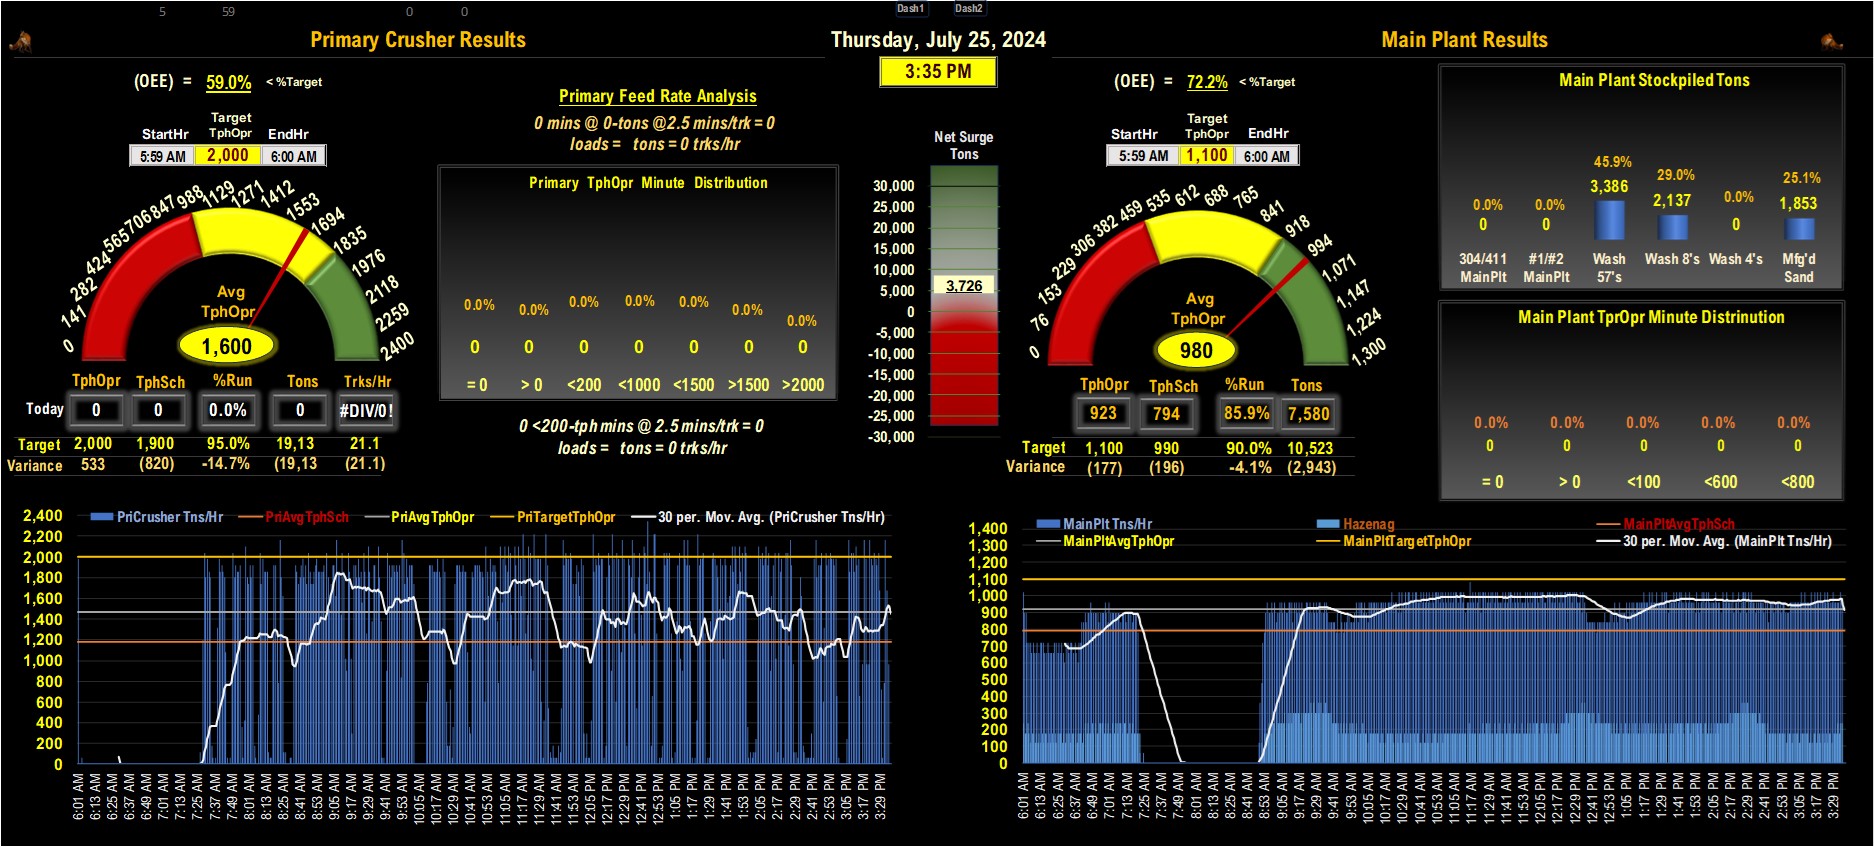 5 59 0 0 Dash1 Dash2
Primary Crusher Results
Thursday, July 25, 2024
Main Plant Results
3:35 PM
(OEE) = 59.0% < %Target
Target
StartHr TphOpr EndHr
5:59 AM 2,000 6:00 AM
0 141 282 424 565 706 847 988 1129 1271 1412 1553 1694 1835 1976 2118 2259 2400
Avg
TphOpr
1,600
TphOpr TphSch %Run Tons Trks/Hr
Today 0 0 0.0% 0 #DIV/0!
Target 2,000 1,900 95.0% 19,13 21.1
Variance 533 (820) -14.7% (19,13 (21.1)
Primary Feed Rate Analysis
0 mins @ 0-tons @2.5 mins/trk = 0
loads = tons = 0 trks/hr
Primary TphOpr Minute Distribution
0.0% 0.0% 0.0% 0.0% 0.0% 0.0% 0.0%
0 0 0 0 0 0 0
= 0 > 0 <200 <1000 <1500 >1500 >2000
0 <200-tph mins @ 2.5 mins/trk = 0
loads = tons = 0 trks/hr
Net Surge
Tons
30,000
25,000
20,000
15,000
10,000
5,000
0
-5,000
-10,000
-15,000
-20,000
-25,000
-30,000
3,726
(OEE) = 72.2% < %Target
Target
StartHr TphOpr EndHr
5:59 AM 1,100 6:00 AM
0 76 153 229 306 382 459 535 612 688 765 841 918 994 1,071 1,147 1,224 1,300
Avg
TphOpr
980
TphOpr TphSch %Run Tons
923 794 85.9% 7,580
Target 1,100 990 90.0% 10,523
Variance (177) (196) -4.1% (2,943)
Main Plant Stockpiled Tons
0.0% 0.0% 45.9% 29.0% 0.0% 25.1%
0 0 3,386 2,137 0 1,853
304/411 #1/#2 Wash Wash 8's Wash 4's Mfg'd
MainPlt MainPlt 57's Sand
Main Plant TprOpr Minute Distrinution
0.0% 0.0% 0.0% 0.0% 0.0%
0 0 0 0 0
= 0 > 0 <100 <600 <800
PriCrusher Tns/Hr PriAvgTphSch PriAvgTphOpr PriTargetTphOpr 30 per. Mov. Avg. (PriCrusher Tns/Hr)
2,400
2,200
2,000
1,800
1,600
1,400
1,200
1,000
800
600
400
200
0
6:01 AM 6:13 AM 6:25 AM 6:37 AM 6:49 AM 7:01 AM 7:13 AM 7:25 AM 7:37 AM 7:49 AM 8:01 AM 8:13 AM 8:25 AM 8:41 AM 8:53 AM 9:05 AM 9:17 AM 9:29 AM 9:41 AM 9:53 AM 10:05 AM 10:17 AM 10:29 AM 10:41 AM 10:53 AM 11:05 AM 11:17 AM 11:29 AM 11:41 AM 11:53 AM 12:05 PM 12:17 PM 12:29 PM 12:41 PM 12:53 PM 1:05 PM 1:17 PM 1:29 PM 1:41 PM 1:53 PM 2:05 PM 2:17 PM 2:29 PM 2:41 PM 2:53 PM 3:05 PM 3:17 PM 3:29 PM
MainPlt Tns/Hr Hazenag MainPltAvgTphSch
MainPltAvgTphOpr MainPltTargetTphOpr 30 per. Mov. Avg. (MainPlt Tns/Hr)
1,400
1,300
1,200
1,100
1,000
900
800
700
600
500
400
300
200
100
0
6:01 AM 6:13 AM 6:25 AM 6:37 AM 6:49 AM 7:01 AM 7:13 AM 7:25 AM 7:37 AM 7:49 AM 8:01 AM 8:13 AM 8:25 AM 8:41 AM 8:53 AM 9:05 AM 9:17 AM 9:29 AM 9:41 AM 9:53 AM 10:05 AM 10:17 AM 10:29 AM 10:41 AM 10:53 AM 11:05 AM 11:17 AM 11:29 AM 11:41 AM 11:53 AM 12:05 PM 12:17 PM 12:29 PM 12:41 PM 12:53 PM 1:05 PM 1:17 PM 1:29 PM 1:41 PM 1:53 PM 2:05 PM 2:17 PM 2:29 PM 2:41 PM 2:53 PM 3:05 PM 3:17 PM 3:29 PM